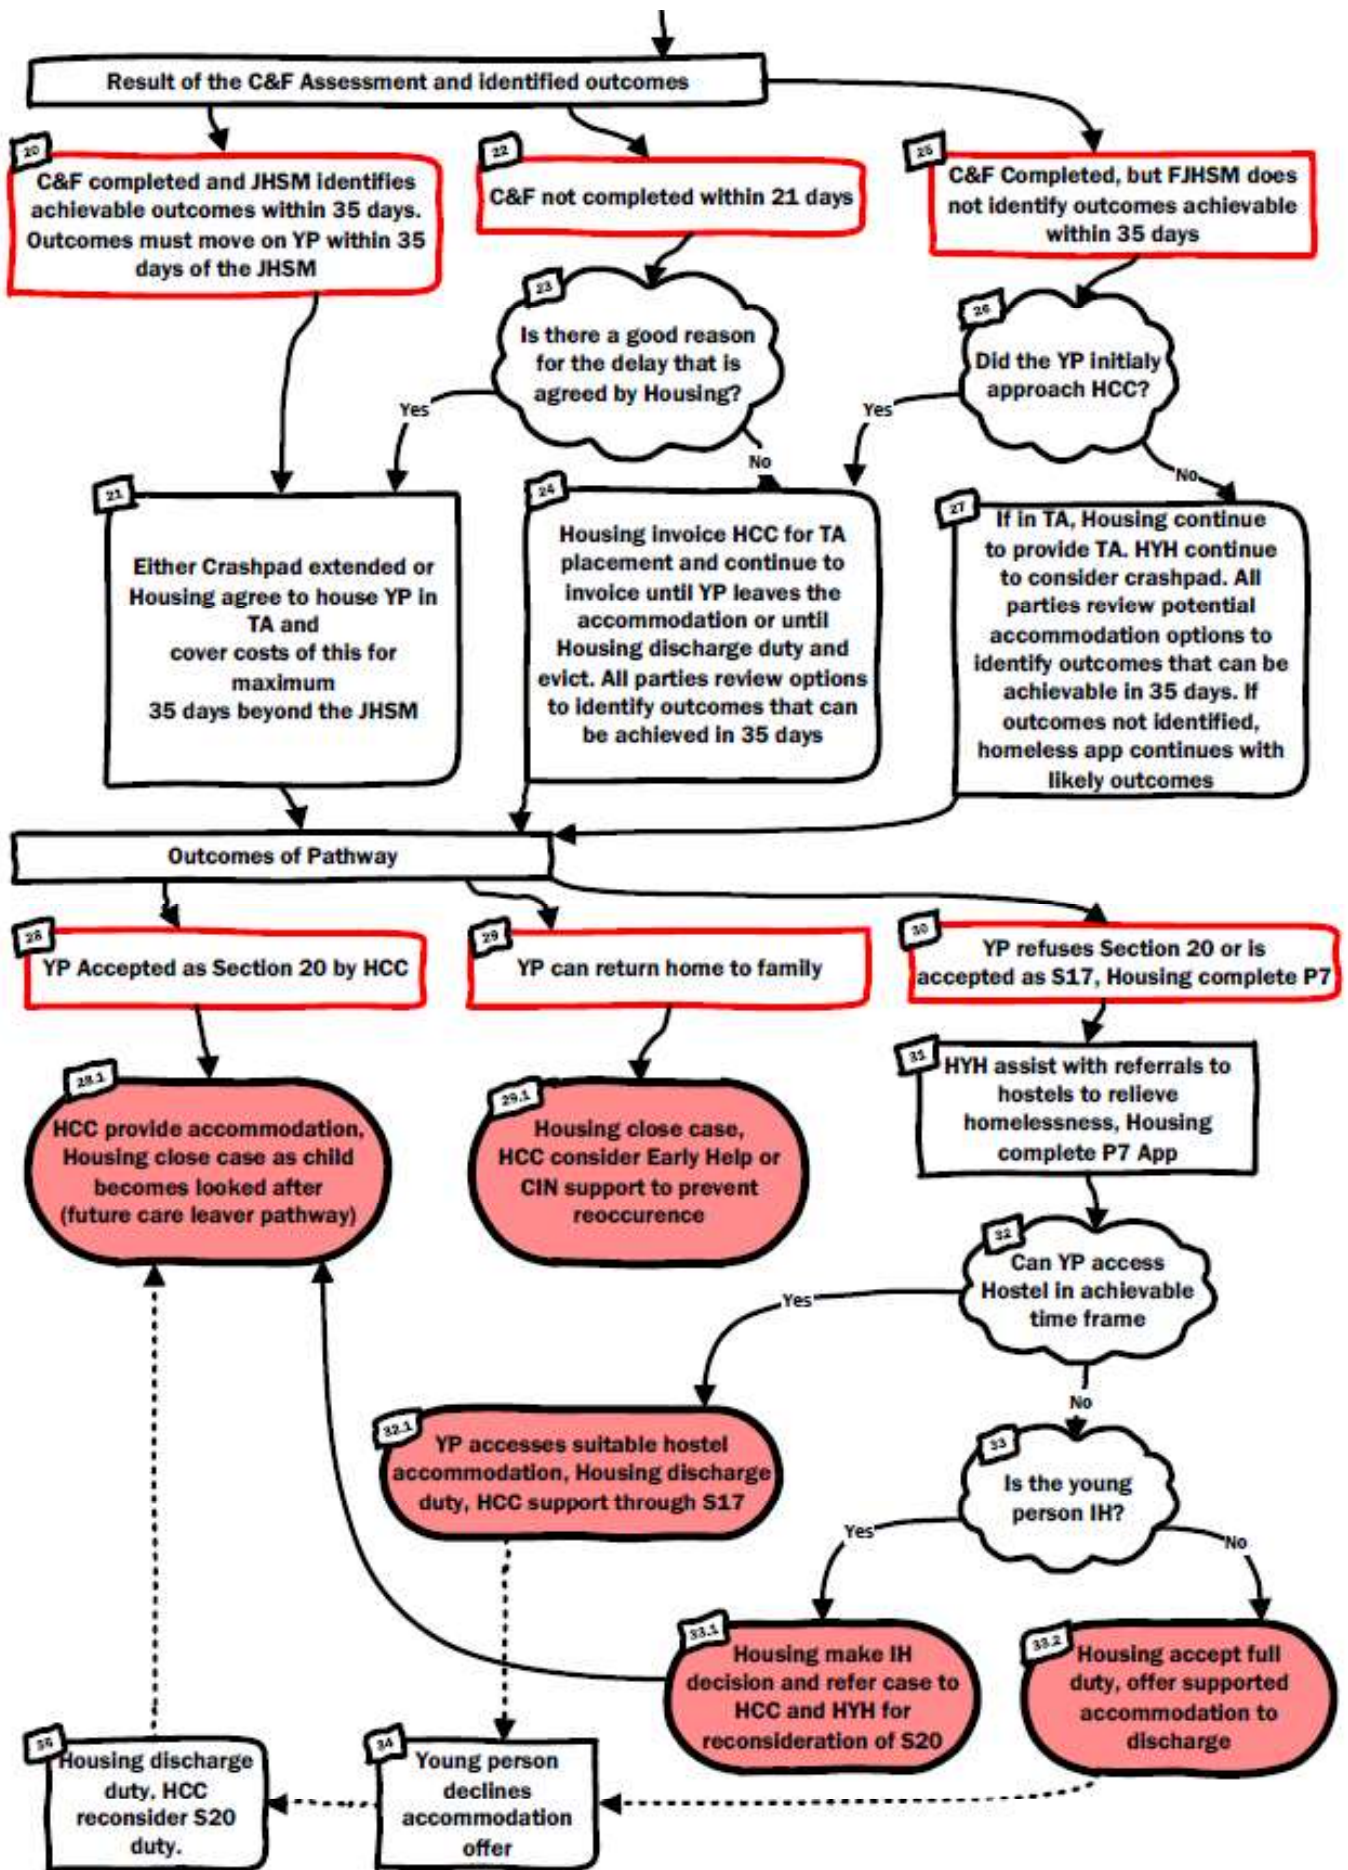 Result of the C&F Assessment and identified outcomes
20
C&F completed and JHSM identifies
achievable outcomes within 35 days.
Outcomes must move on YP within 35
days of the JHSM
22
C&F not completed within 21 days
25
C&F Completed, but FJHSM does
not identify outcomes achievable
within 35 days
23
Is there a good reason
for the delay that is
agreed by Housing?
26
Did the YP initialy
approach HCC?
Yes
No
Yes
No
21
Either Crashpad extended or
Housing agree to house YP in
TA and
cover costs of this for
maximum
35 days beyond the JHSM
24
Housing invoice HCC for TA
placement and continue to
invoice until YP leaves the
accommodation or until
Housing discharge duty and
evict. All parties review options
to identify outcomes that can
be achieved in 35 days
27
If in TA, Housing continue
to provide TA. HYH continue
to consider crashpad. All
parties review potential
accommodation options to
identify outcomes that can be
achievable in 35 days. If
outcomes not identified,
homeless app continues with
likely outcomes
Outcomes of Pathway
28
YP Accepted as Section 20 by HCC
29
YP can return home to family
30
YP refuses Section 20 or is
accepted as S17, Housing complete P7
28.1
HCC provide accommodation,
Housing close case as child
becomes looked after
(future care leaver pathway)
29.1
Housing close case,
HCC consider Early Help or
CIN support to prevent
reoccurence
31
HYH assist with referrals to
hostels to relieve
homelessness, Housing
complete P7 App
32
Can YP access
Hostel in achievable
time frame
Yes
No
32.1
YP accesses suitable hostel
accommodation, Housing discharge
duty, HCC support through S17
33
Is the young
person IH?
Yes
No
33.1
Housing make IH
decision and refer case to
HCC and HYH for
reconsideration of S20
33.2
Housing accept full
duty, offer supported
accommodation to
discharge
35
Housing discharge
duty. HCC
reconsider S20
duty.
34
Young person
declines
accommodation
offer